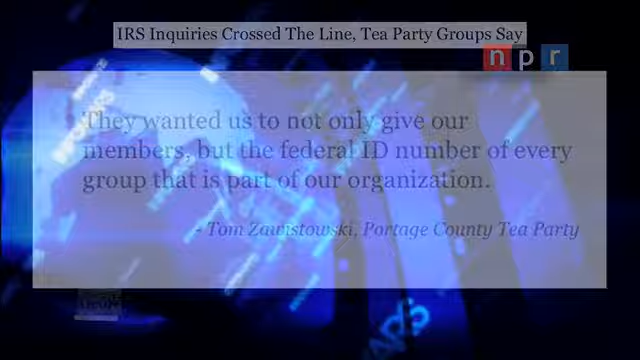 IRS Inquiries Crossed The Line, Tea Party Groups Say
npr
They wanted us to not only give our
members, but the federal ID number of every
group that is part of our organization.
- Tom Zawistowski, Portage County Tea Party